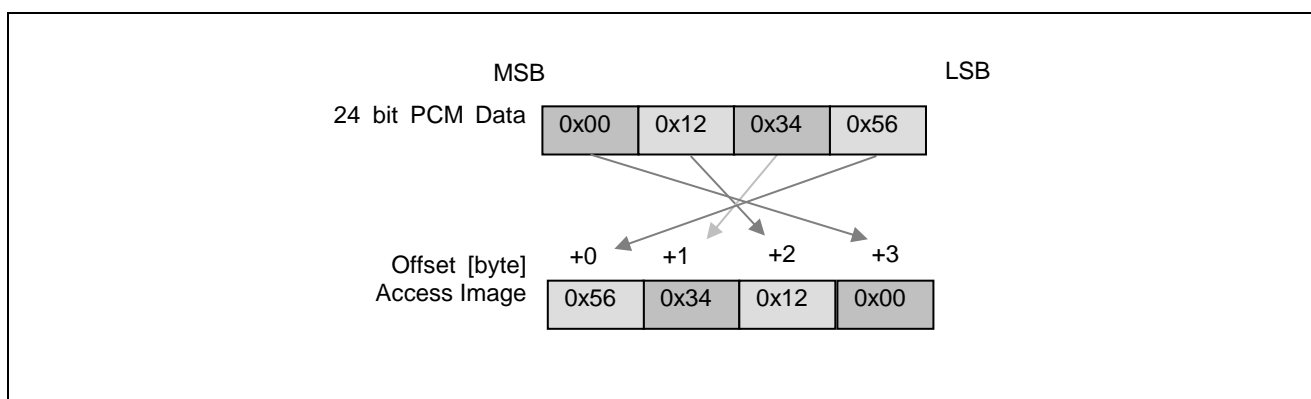 MSB LSB
24 bit PCM Data 0x00 0x12 0x34 0x56
+0 +1 +2 +3
Offset [byte]
Access Image 0x56 0x34 0x12 0x00